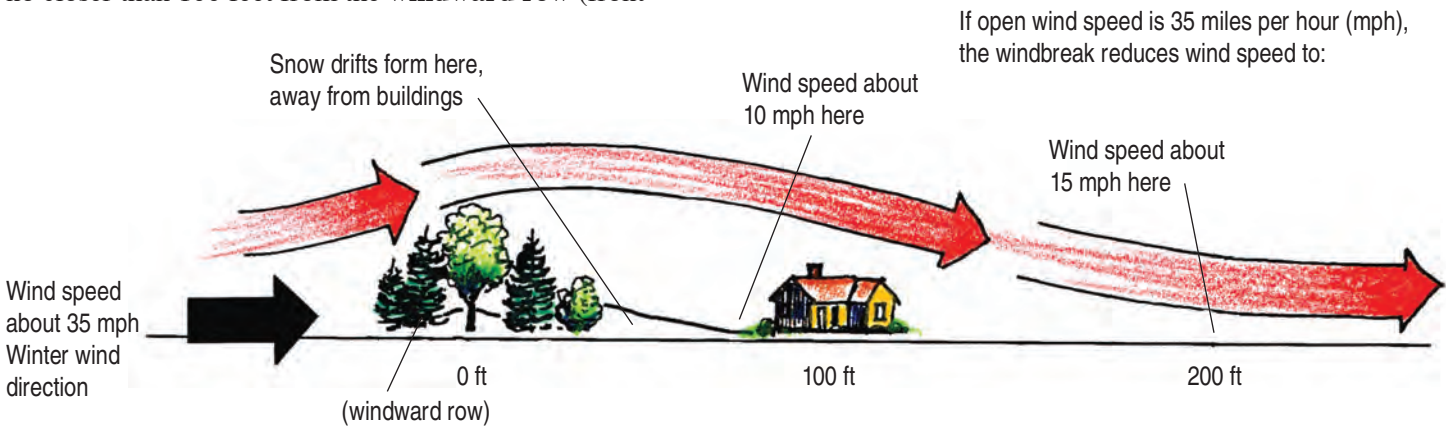 If open wind speed is 35 miles per hour (mph),
the windbreak reduces wind speed to:
Snow drifts form here,
away from buildings
Wind speed about
10 mph here
Wind speed about
15 mph here
Wind speed
about 35 mph
Winter wind
direction
0 ft
100 ft
200 ft
(windward row)